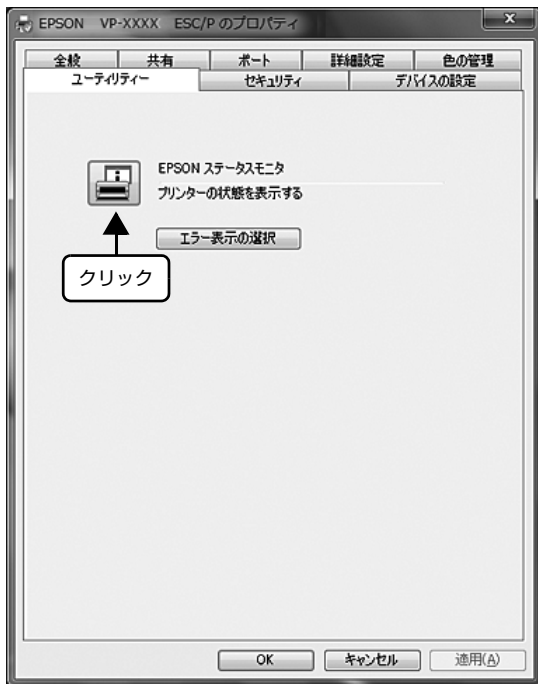 EPSON VP-XXXX ESC/P のプロパティ
x
全般 共有 ポート 詳細設定 色の管理
ユーティリティー セキュリティ デバイスの設定
EPSON ステータスモニタ
プリンターの状態を表示する
エラー表示の選択
クリック
OK キャンセル 適用(A)